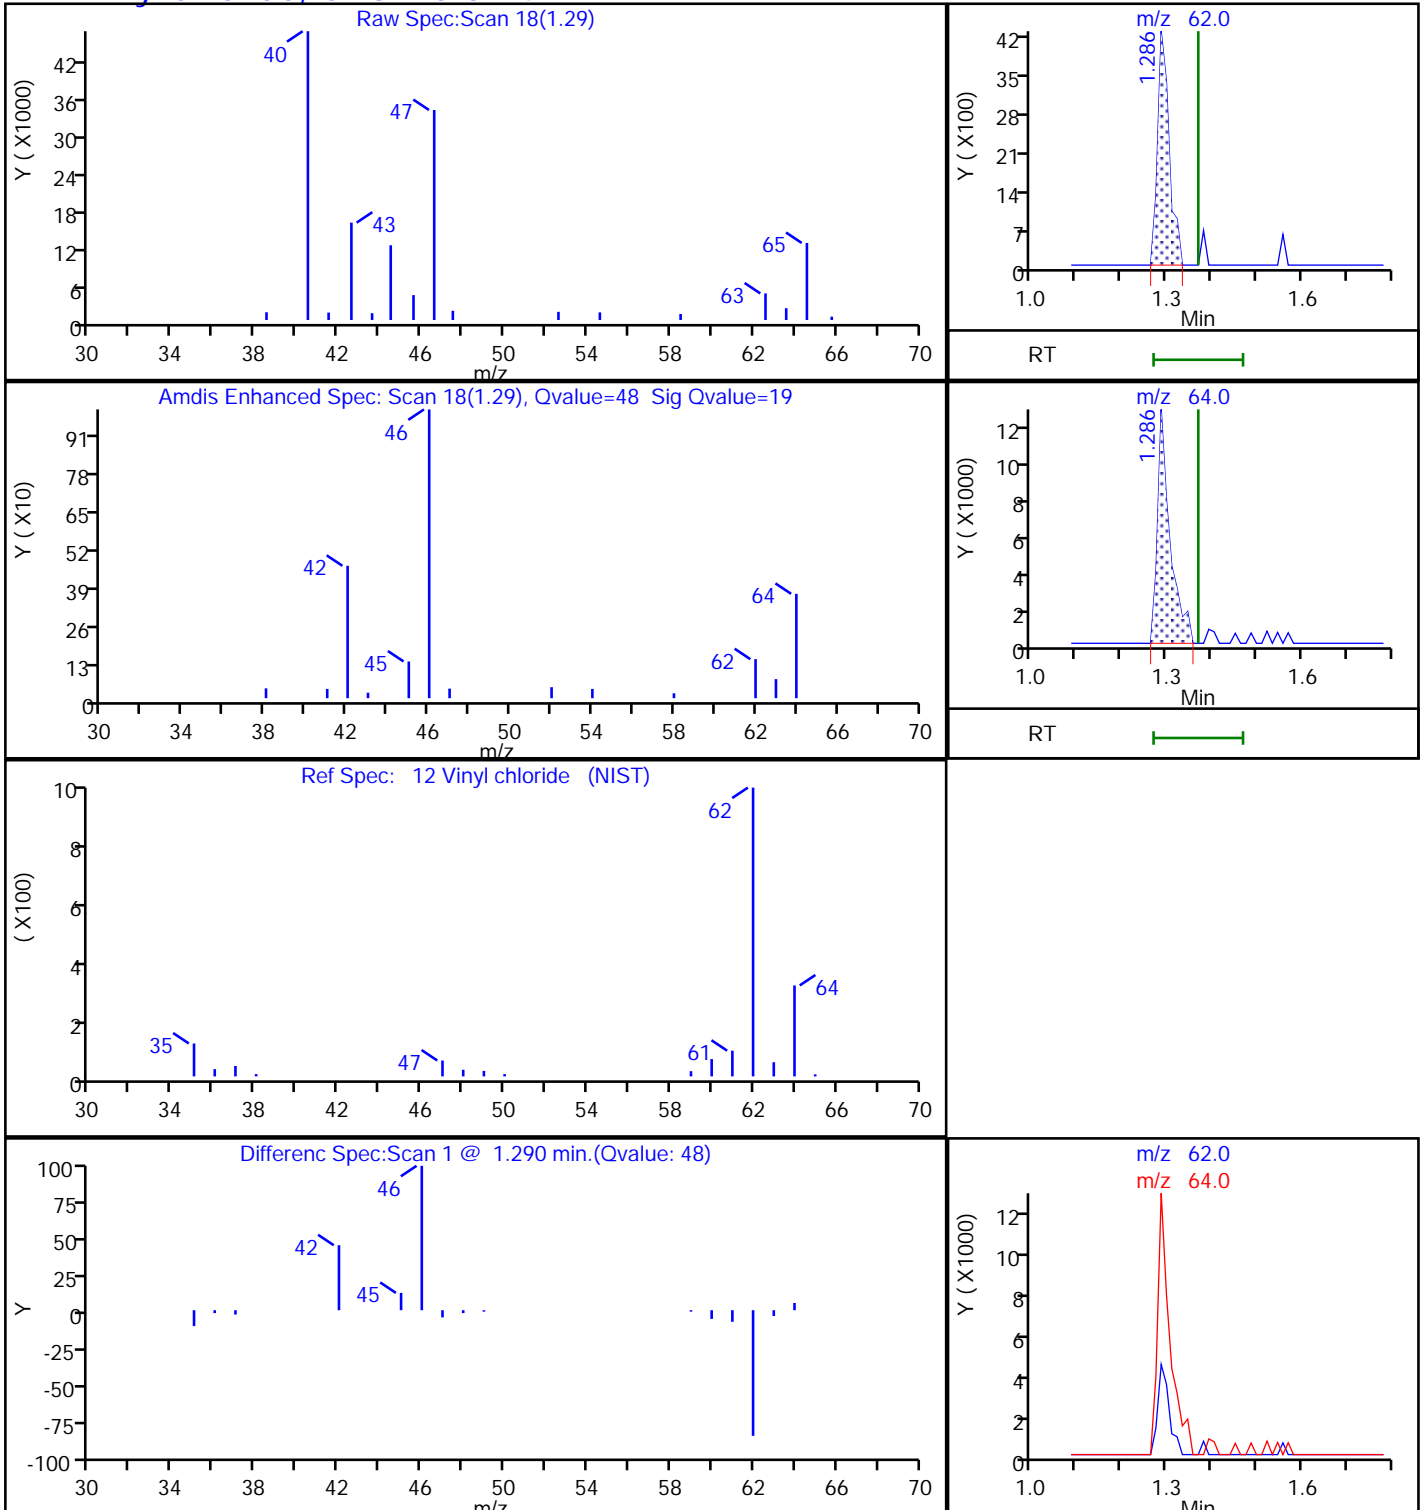 Raw Spec:Scan 18(1.29)
Y ( X1000)
42
36
30
24
18
12
6
0
40
47
43
65
63
30 34 38 42 46 50 54 58 62 66 70
m/z
m/z 62.0
Y ( X100)
42
35
28
21
14
7
0
1.286
1.0 1.3 1.6
Min
RT
Amdis Enhanced Spec: Scan 18(1.29), Qvalue=48 Sig Qvalue=19
Y ( X10)
91
78
65
52
39
26
13
0
46
42
64
45
62
30 34 38 42 46 50 54 58 62 66 70
m/z
m/z 64.0
Y ( X1000)
12
10
8
6
4
2
0
1.286
1.0 1.3 1.6
Min
RT
Ref Spec: 12 Vinyl chloride (NIST)
( X100)
10
8
6
4
2
0
62
64
35
47
61
30 34 38 42 46 50 54 58 62 66 70
Differenc Spec:Scan 1 @ 1.290 min.(Qvalue: 48)
Y
100
75
50
25
0
-25
-50
-75
-100
46
42
45
30 34 38 42 46 50 54 58 62 66 70
m/z
m/z 62.0
m/z 64.0
Y ( X1000)
12
10
8
6
4
2
0
1.0 1.3 1.6
Min